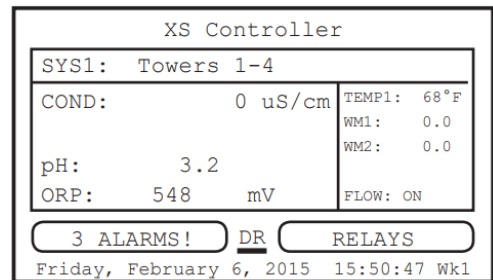 XS Controller
SYS1: Towers 1-4
COND: 0 uS/cm
TEMP1: 68°F
WM1: 0.0
WM2: 0.0
pH: 3.2
ORP: 548 mV
FLOW: ON
3 ALARMS! DR RELAYS
Friday, February 6, 2015 15:50:47 Wk1